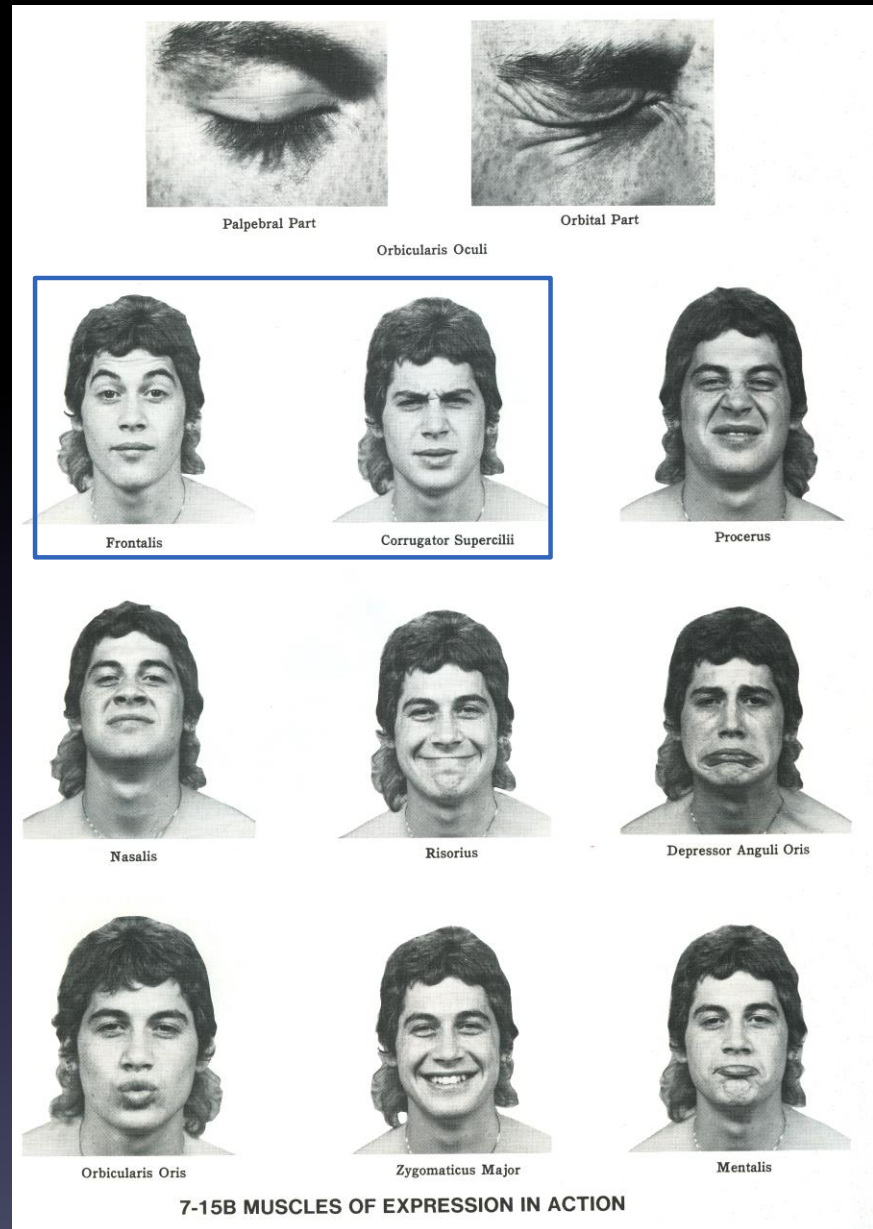 Palpebral Part
Orbital Part
Orbicularis Oculi
Frontalis
Corrugator Supercilii
Procerus
Nasalis
Risorius
Depressor Anguli Oris
Orbicularis Oris
Zygomaticus Major
Mentalis
7-15B MUSCLES OF EXPRESSION IN ACTION